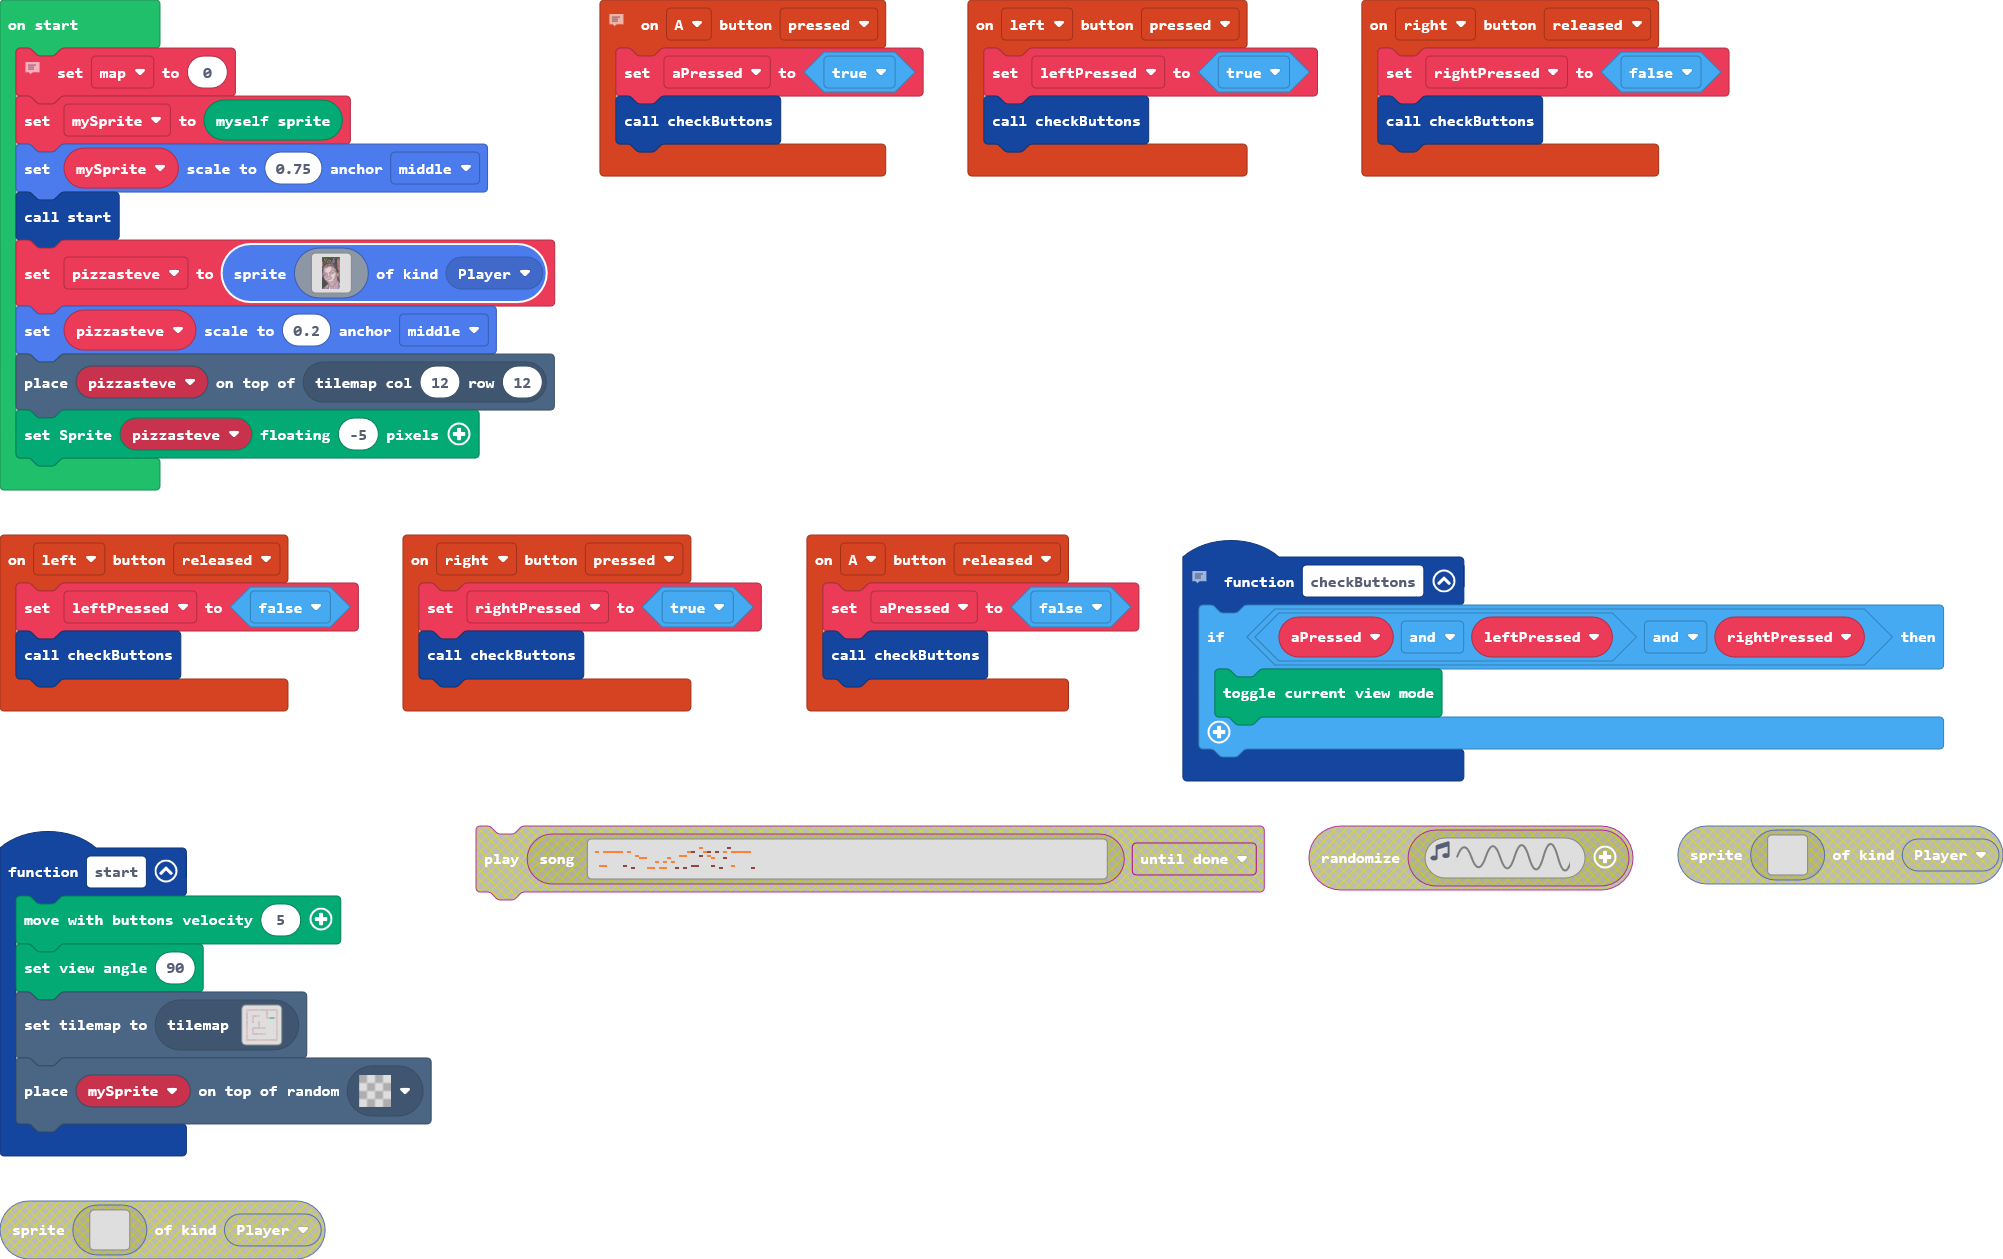 on start
set map to 0
set mySprite to myself sprite
set mySprite scale to 0.75 anchor middle
call start
set pizzasteve to sprite of kind Player
set pizzasteve scale to 0.2 anchor middle
place pizzasteve on top of tilemap col 12 row 12
set Sprite pizzasteve floating -5 pixels
on A button pressed
set aPressed to true
call checkButtons
on left button pressed
set leftPressed to true
call checkButtons
on right button released
set rightPressed to false
call checkButtons
on left button released
set leftPressed to false
call checkButtons
on right button pressed
set rightPressed to true
call checkButtons
on A button released
set aPressed to false
call checkButtons
function checkButtons
if aPressed and leftPressed and rightPressed then
toggle current view mode
function start
move with buttons velocity 5
set view angle 90
set tilemap to tilemap
place mySprite on top of random
play song until done
randomize
sprite of kind Player
sprite of kind Player